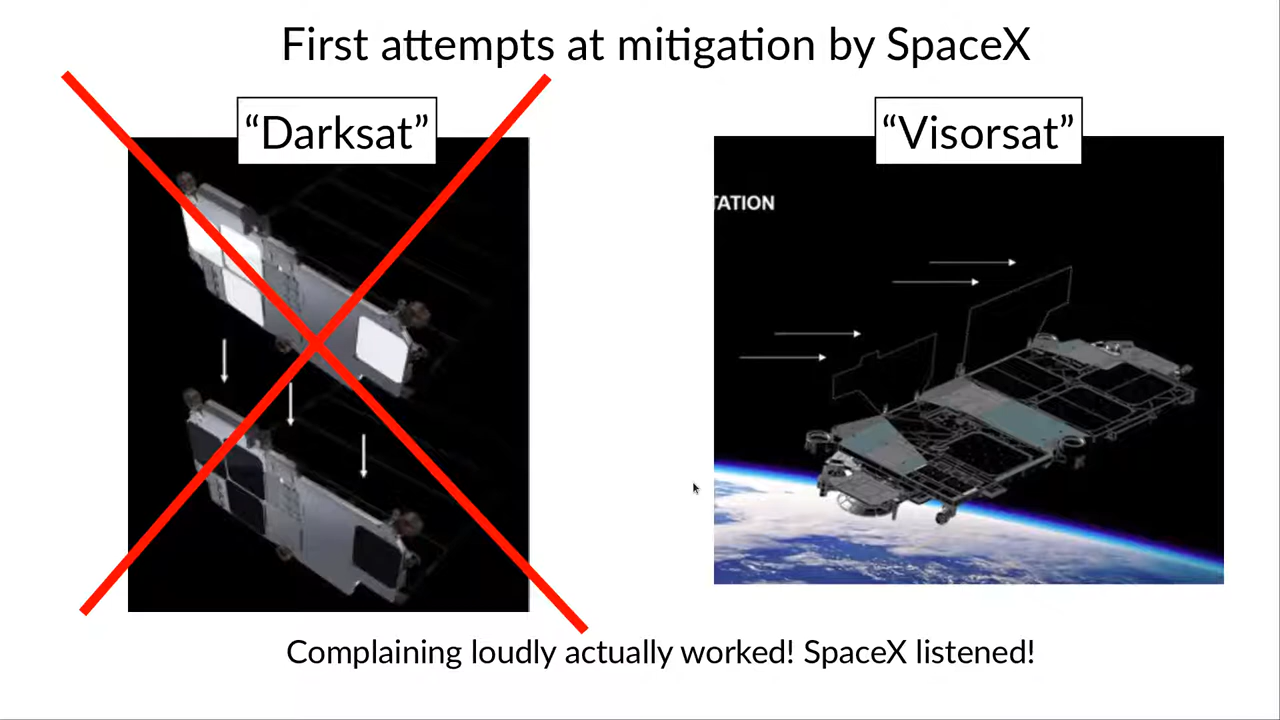 First attempts at mitigation by SpaceX
“Darksat”
“Visorsat”
TATION
Complaining loudly actually worked! SpaceX listened!